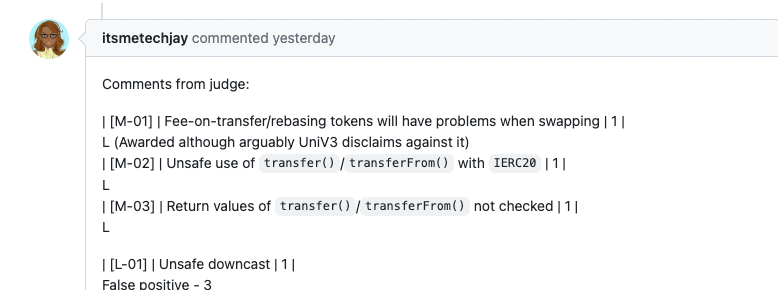 itsmetechjay commented yesterday
Comments from judge:
| [M-01] | Fee-on-transfer/rebasing tokens will have problems when swapping | 1 |
L (Awarded although arguably UniV3 disclaims against it)
| [M-02] | Unsafe use of transfer() / transferFrom() with IERC20 | 1 |
L
| [M-03] | Return values of transfer() / transferFrom() not checked | 1 |
L
| [L-01] | Unsafe downcast | 1 |
False positive - 3